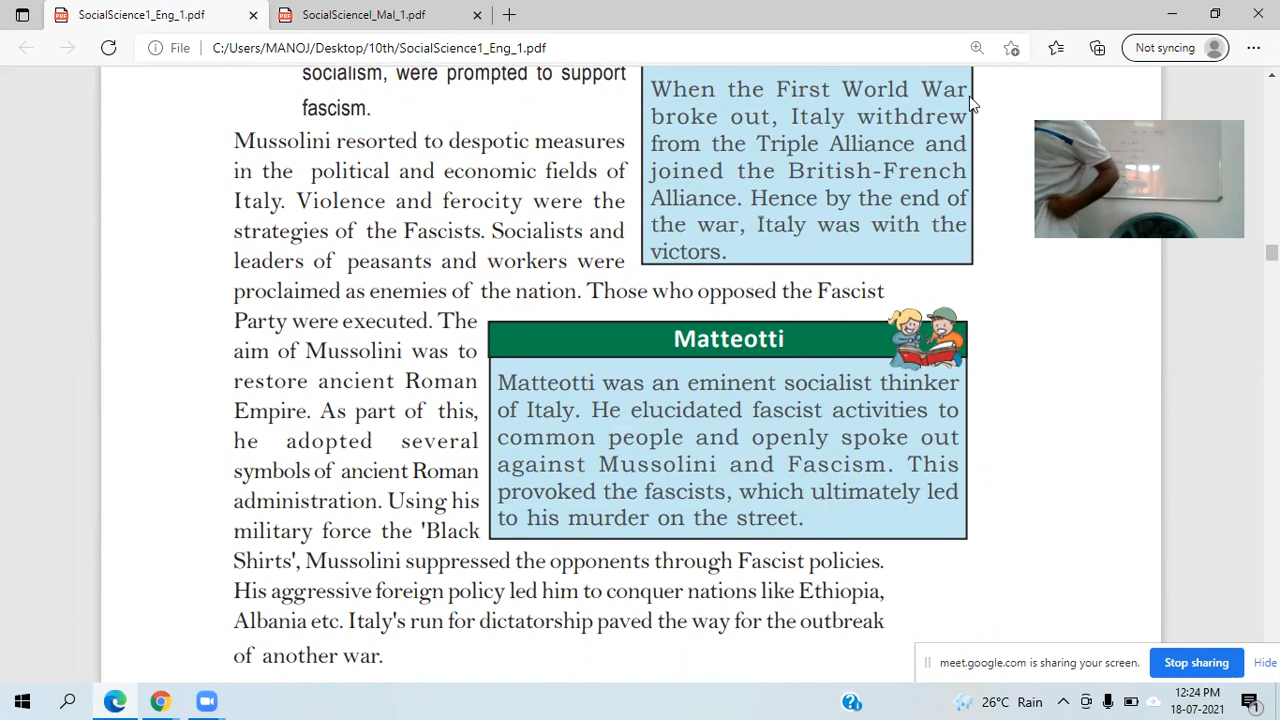 SocialScience1_Eng_1.pdf
SocialScienceI_Mal_1.pdf
File
C:/Users/MANOJ/Desktop/10th/SocialScience1_Eng_1.pdf
Not syncing
socialism, were prompted to support
fascism.
When the First World War
broke out, Italy withdrew
from the Triple Alliance and
joined the British-French
Alliance. Hence by the end of
the war, Italy was with the
victors.
Mussolini resorted to despotic measures
in the political and economic fields of
Italy. Violence and ferocity were the
strategies of the Fascists. Socialists and
leaders of peasants and workers were
proclaimed as enemies of the nation. Those who opposed the Fascist
Party were executed. The
aim of Mussolini was to
restore ancient Roman
Empire. As part of this,
he adopted several
symbols of ancient Roman
administration. Using his
military force the 'Black
Shirts', Mussolini suppressed the opponents through Fascist policies.
His aggressive foreign policy led him to conquer nations like Ethiopia,
Albania etc. Italy's run for dictatorship paved the way for the outbreak
of another war.
Matteotti
Matteotti was an eminent socialist thinker
of Italy. He elucidated fascist activities to
common people and openly spoke out
against Mussolini and Fascism. This
provoked the fascists, which ultimately led
to his murder on the street.
meet.google.com is sharing your screen.
Stop sharing
Hide
26°C Rain
12:24 PM
18-07-2021
1